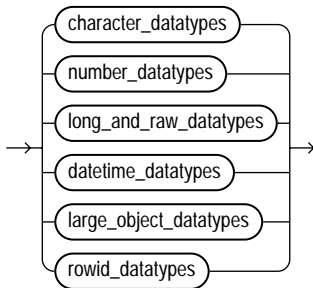 character_datatypes
number_datatypes
long_and_raw_datatypes
datetime_datatypes
large_object_datatypes
rowid_datatypes